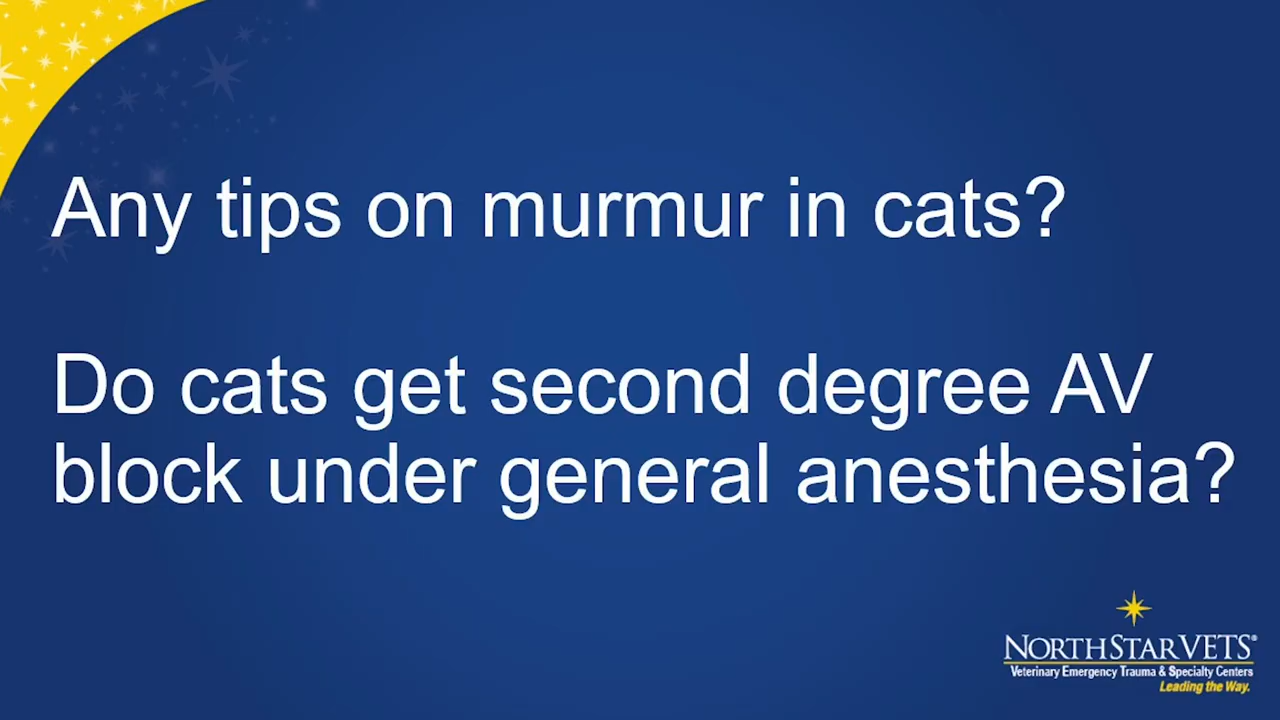 Any tips on murmur in cats?
Do cats get second degree AV
block under general anesthesia?
NORTHSTARVETS®
Veterinary Emergency Trauma & Specialty Centers
Leading the Way.